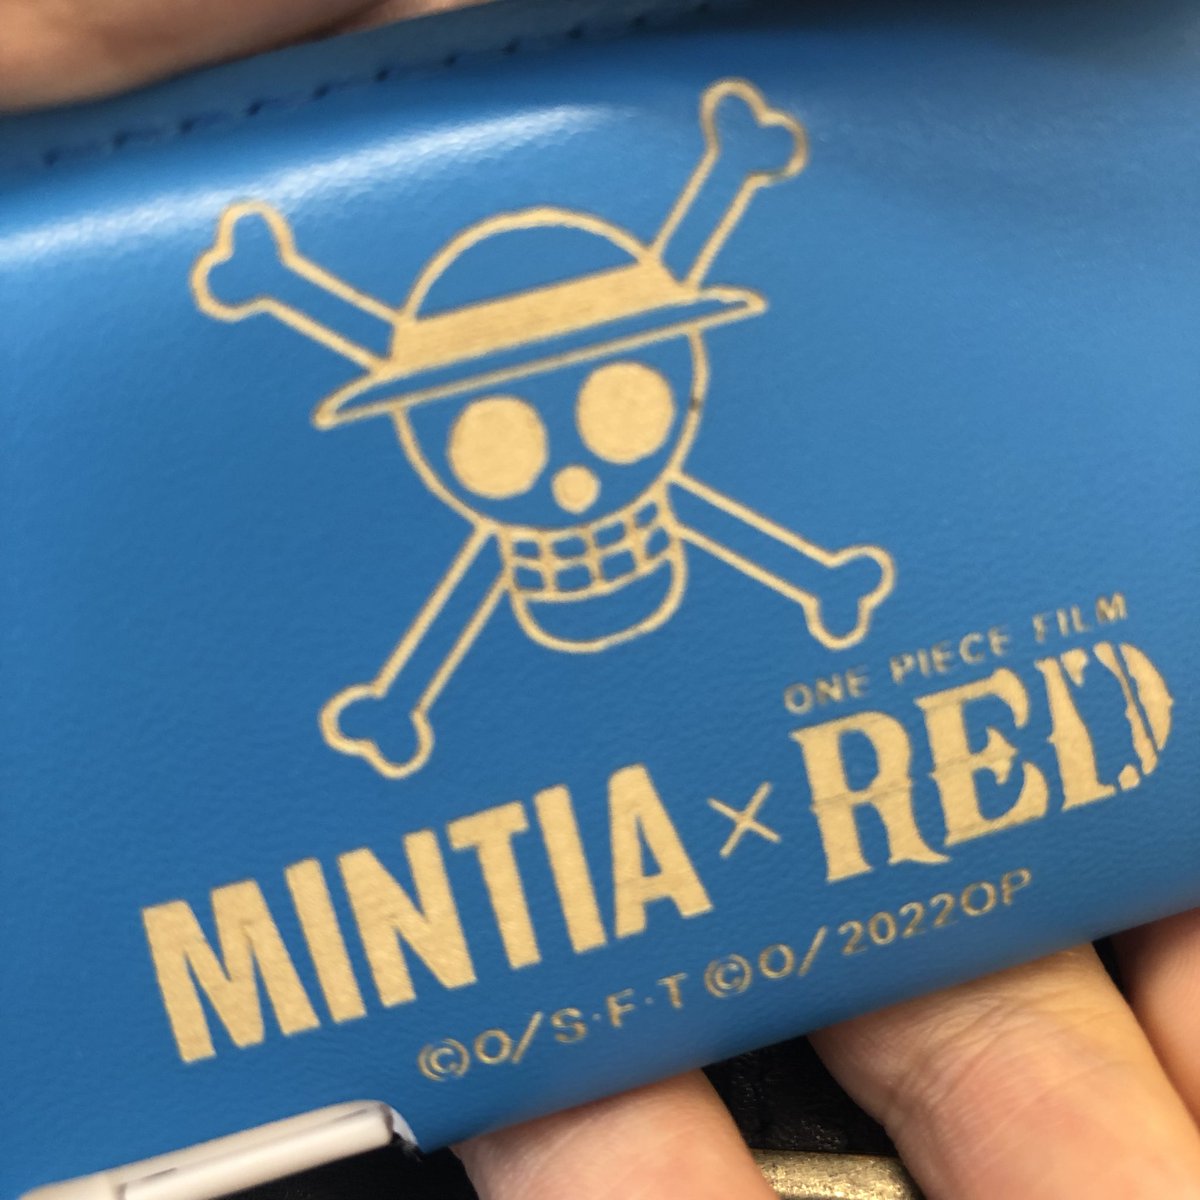 ONE PIECE FILM
MINTIA × RED
©O/S·F·T ©O/2022OP